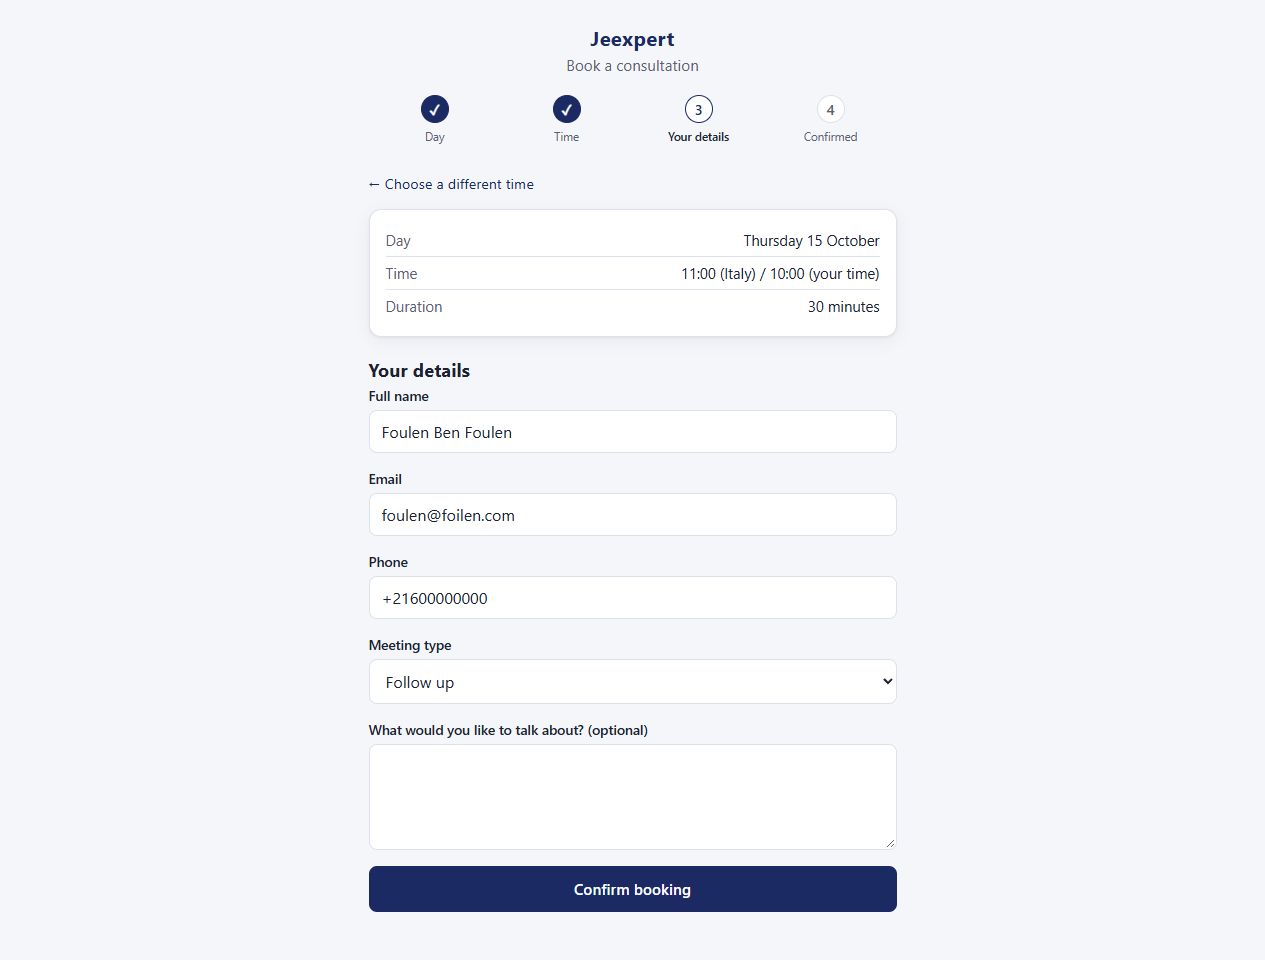 Jeexpert
Book a consultation
✓ ✓ 3 4
Day Time Your details Confirmed
← Choose a different time
Day Thursday 15 October
Time 11:00 (Italy) / 10:00 (your time)
Duration 30 minutes
Your details
Full name
Foulen Ben Foulen
Email
foulen@foilen.com
Phone
+21600000000
Meeting type
Follow up
What would you like to talk about? (optional)
Confirm booking